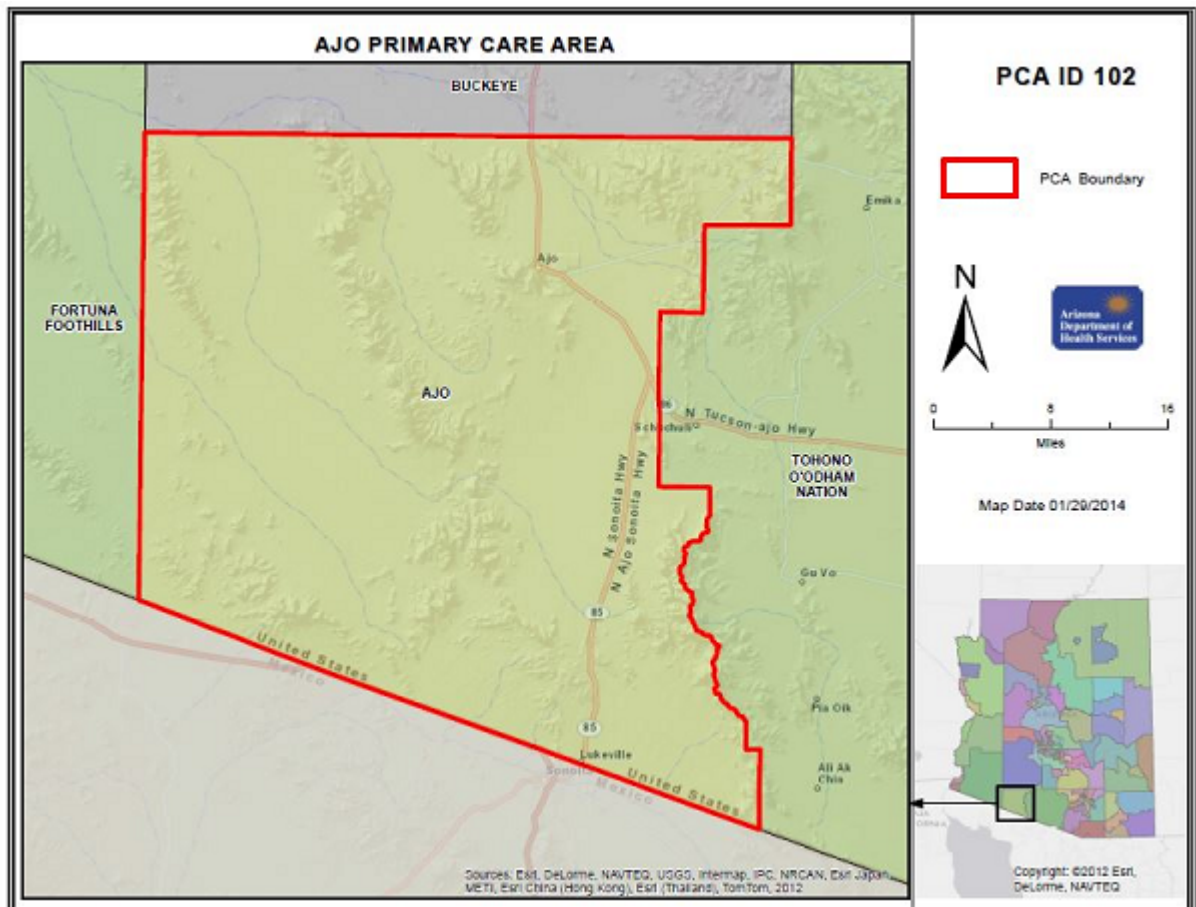 AJO PRIMARY CARE AREA
BUCKEYE
Emika
Ajo
FORTUNA
FOOTHILLS
AJO
86
N Tucson-ajo Hwy
Schuchuli
TOHONO
O'ODHAM
NATION
N Sonoita Hwy
N Ajo Sonoita Hwy
Go Vo
85
United States
Mexico
Pia Oik
85
Lukeville
Sonoita
United States
Mexico
Ali Ak
Chin
Sources: Esri, DeLorme, NAVTEQ, USGS, Intermap, IPC, NRCAN, Esri Japan,
METI, Esri China (Hong Kong), Esri (Thailand), TomTom, 2012
PCA ID 102
PCA Boundary
N
Arizona
Department of
Health Services
0 8 16
Miles
Map Date 01/29/2014
Copyright: ©2012 Esri,
DeLorme, NAVTEQ